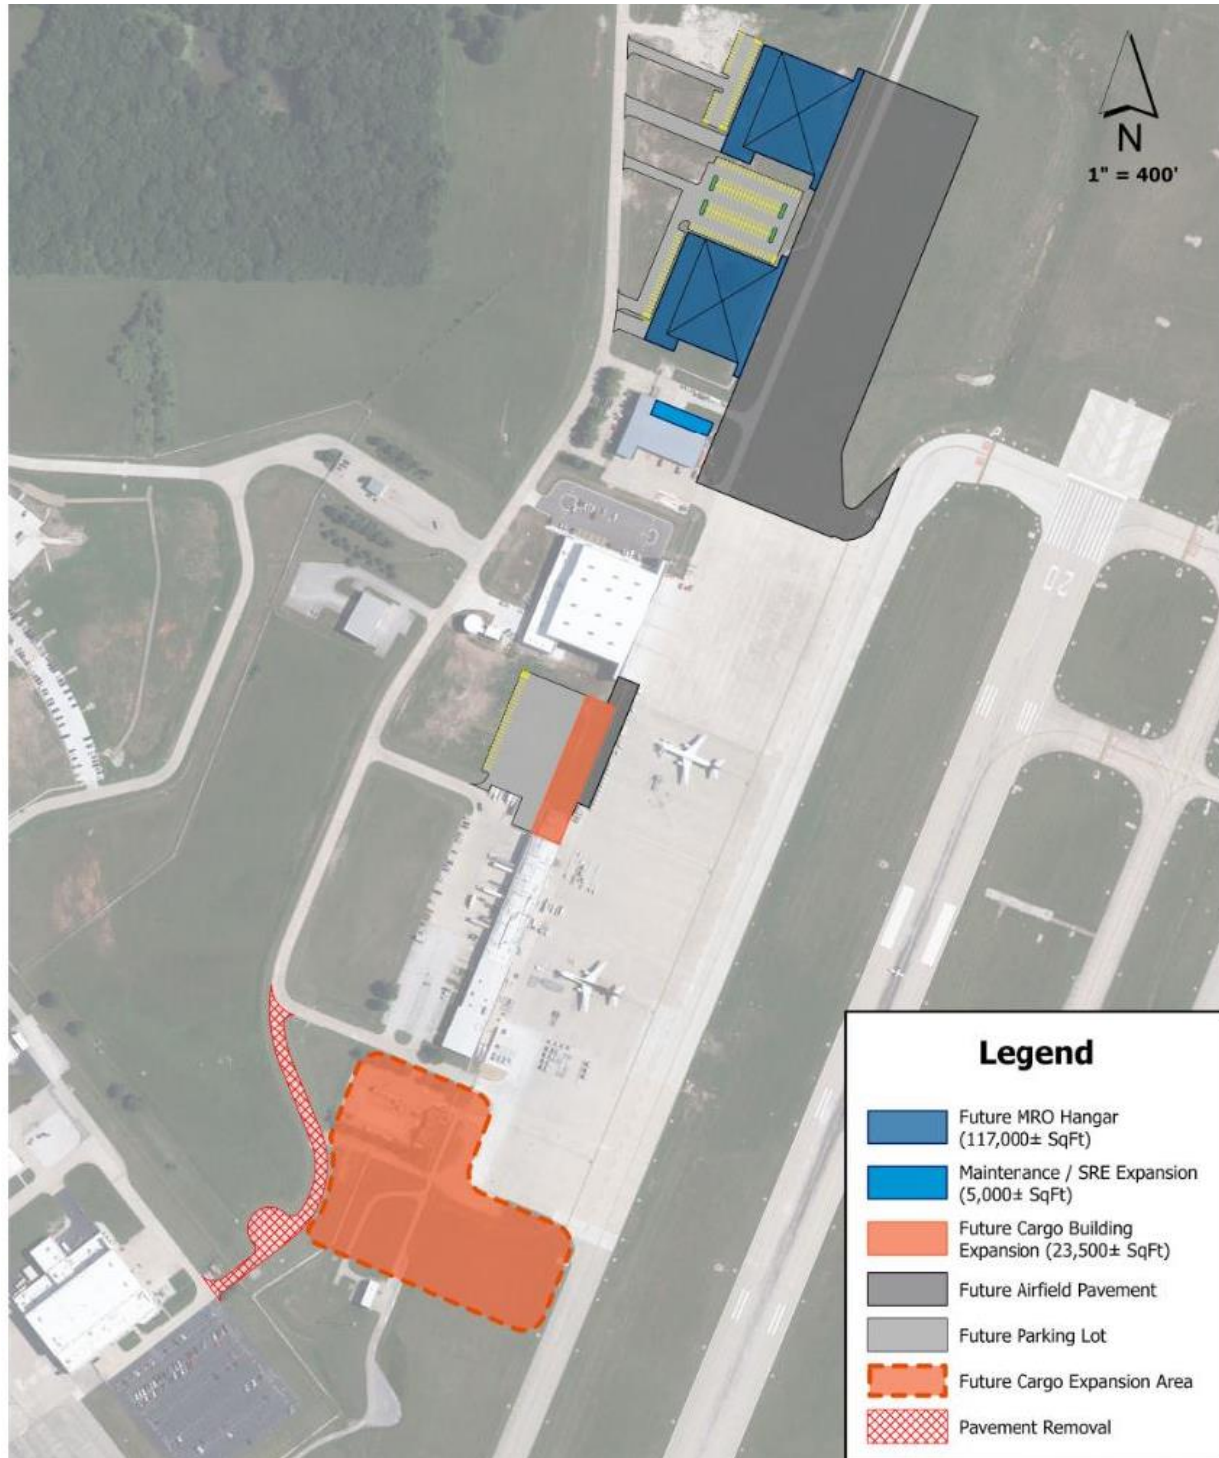 N
1" = 400'
20
Legend
Future MRO Hangar
(117,000± SqFt)
Maintenance / SRE Expansion
(5,000± SqFt)
Future Cargo Building
Expansion (23,500± SqFt)
Future Airfield Pavement
Future Parking Lot
Future Cargo Expansion Area
Pavement Removal